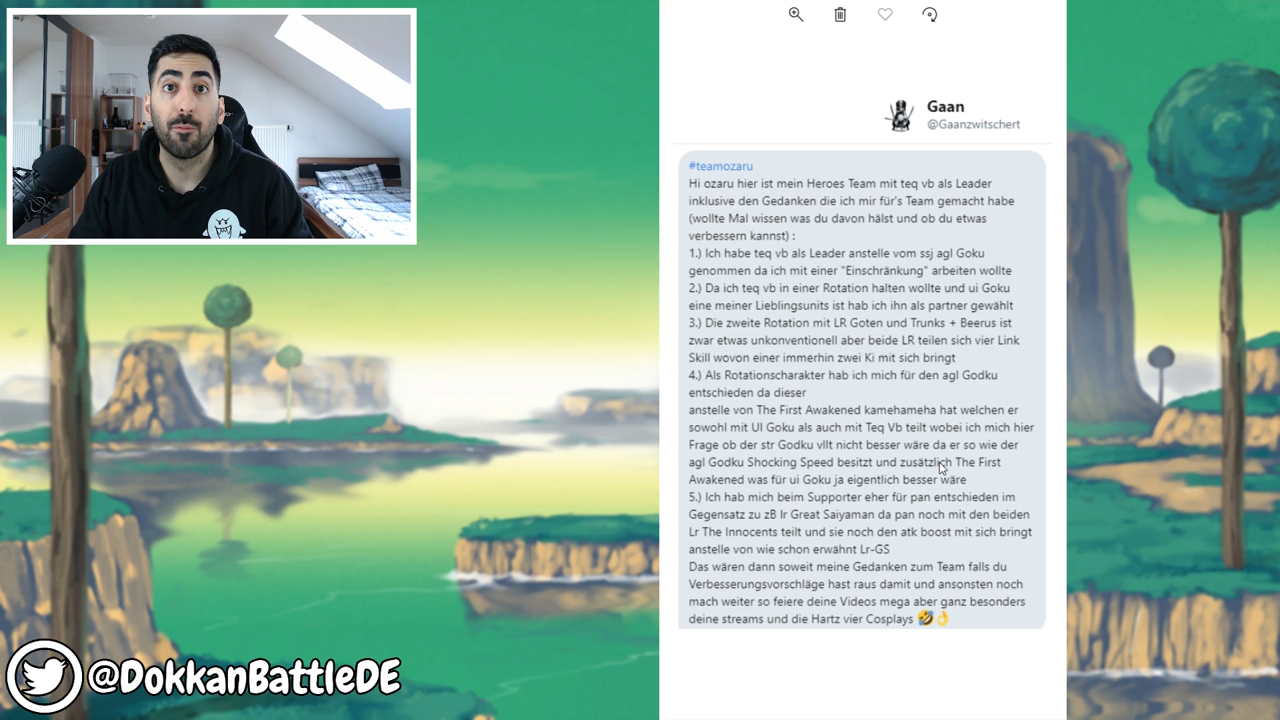 Gaan
@Gaanzwitschert
#teamozaru
Hi ozaru hier ist mein Heroes Team mit teq vb als Leader
inklusive den Gedanken die ich mir für's Team gemacht habe
(wollte Mal wissen was du davon hälst und ob du etwas
verbessern kannst) :
1.) Ich habe teq vb als Leader anstelle vom ssj agl Goku
genommen da ich mit einer "Einschränkung" arbeiten wollte
2.) Da ich teq vb in einer Rotation halten wollte und ui Goku
eine meiner Lieblingsunits ist hab ich ihn als partner gewählt
3.) Die zweite Rotation mit LR Goten und Trunks + Beerus ist
zwar etwas unkonventionell aber beide LR teilen sich vier Link
Skill wovon einer immerhin zwei Ki mit sich bringt
4.) Als Rotationscharakter hab ich mich für den agl Godku
entschieden da dieser
anstelle von The First Awakened kamehameha hat welchen er
sowohl mit UI Goku als auch mit Teq Vb teilt wobei ich mich hier
Frage ob der str Godku vllt nicht besser wäre da er so wie der
agl Godku Shocking Speed besitzt und zusätzlich The First
Awakened was für ui Goku ja eigentlich besser wäre
5.) Ich hab mich beim Supporter eher für pan entschieden im
Gegensatz zu zB lr Great Saiyaman da pan noch mit den beiden
Lr The Innocents teilt und sie noch den atk boost mit sich bringt
anstelle von wie schon erwähnt Lr-GS
Das wären dann soweit meine Gedanken zum Team falls du
Verbesserungsvorschläge hast raus damit und ansonsten noch
mach weiter so feiere deine Videos mega aber ganz besonders
deine streams und die Hartz vier Cosplays 🤣👌
@DokkanBattleDE